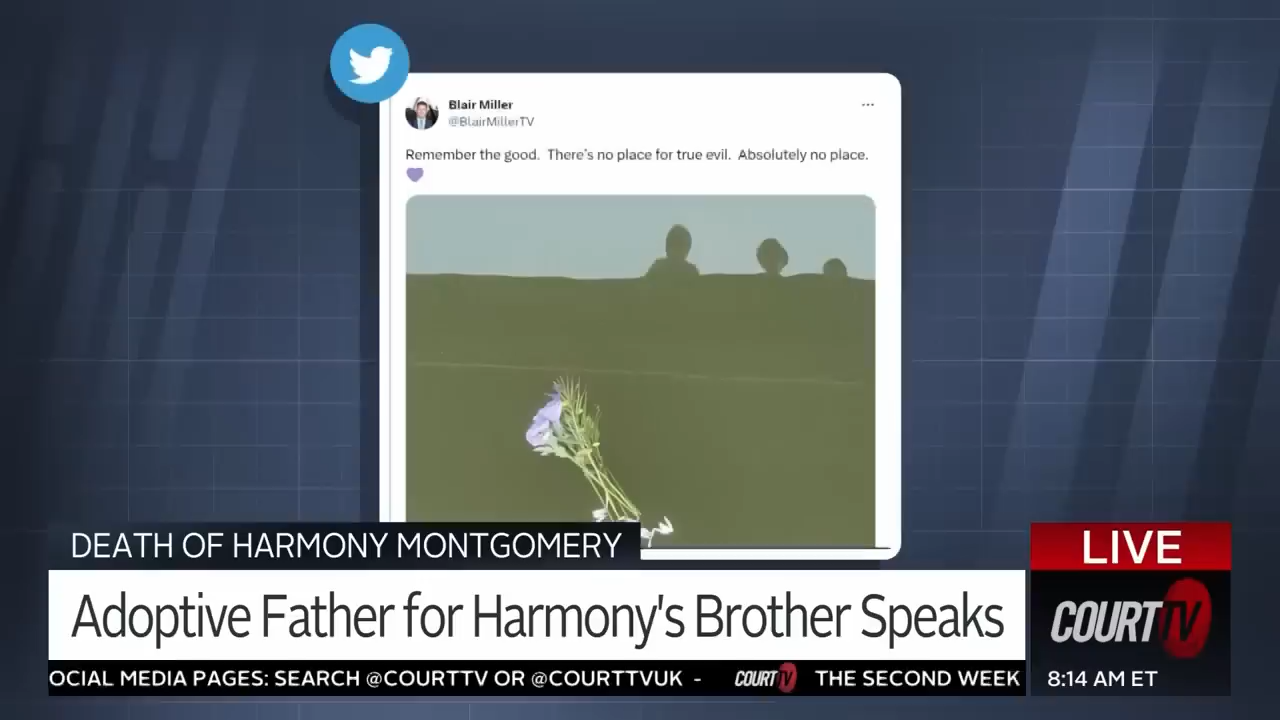 Blair Miller
@BlairMillerTV
Remember the good.  There's no place for true evil.  Absolutely no place.
DEATH OF HARMONY MONTGOMERY
Adoptive Father for Harmony's Brother Speaks
LIVE
COURT TV
OCIAL MEDIA PAGES: SEARCH @COURTTV OR @COURTTVUK - COURT TV THE SECOND WEEK
8:14 AM ET